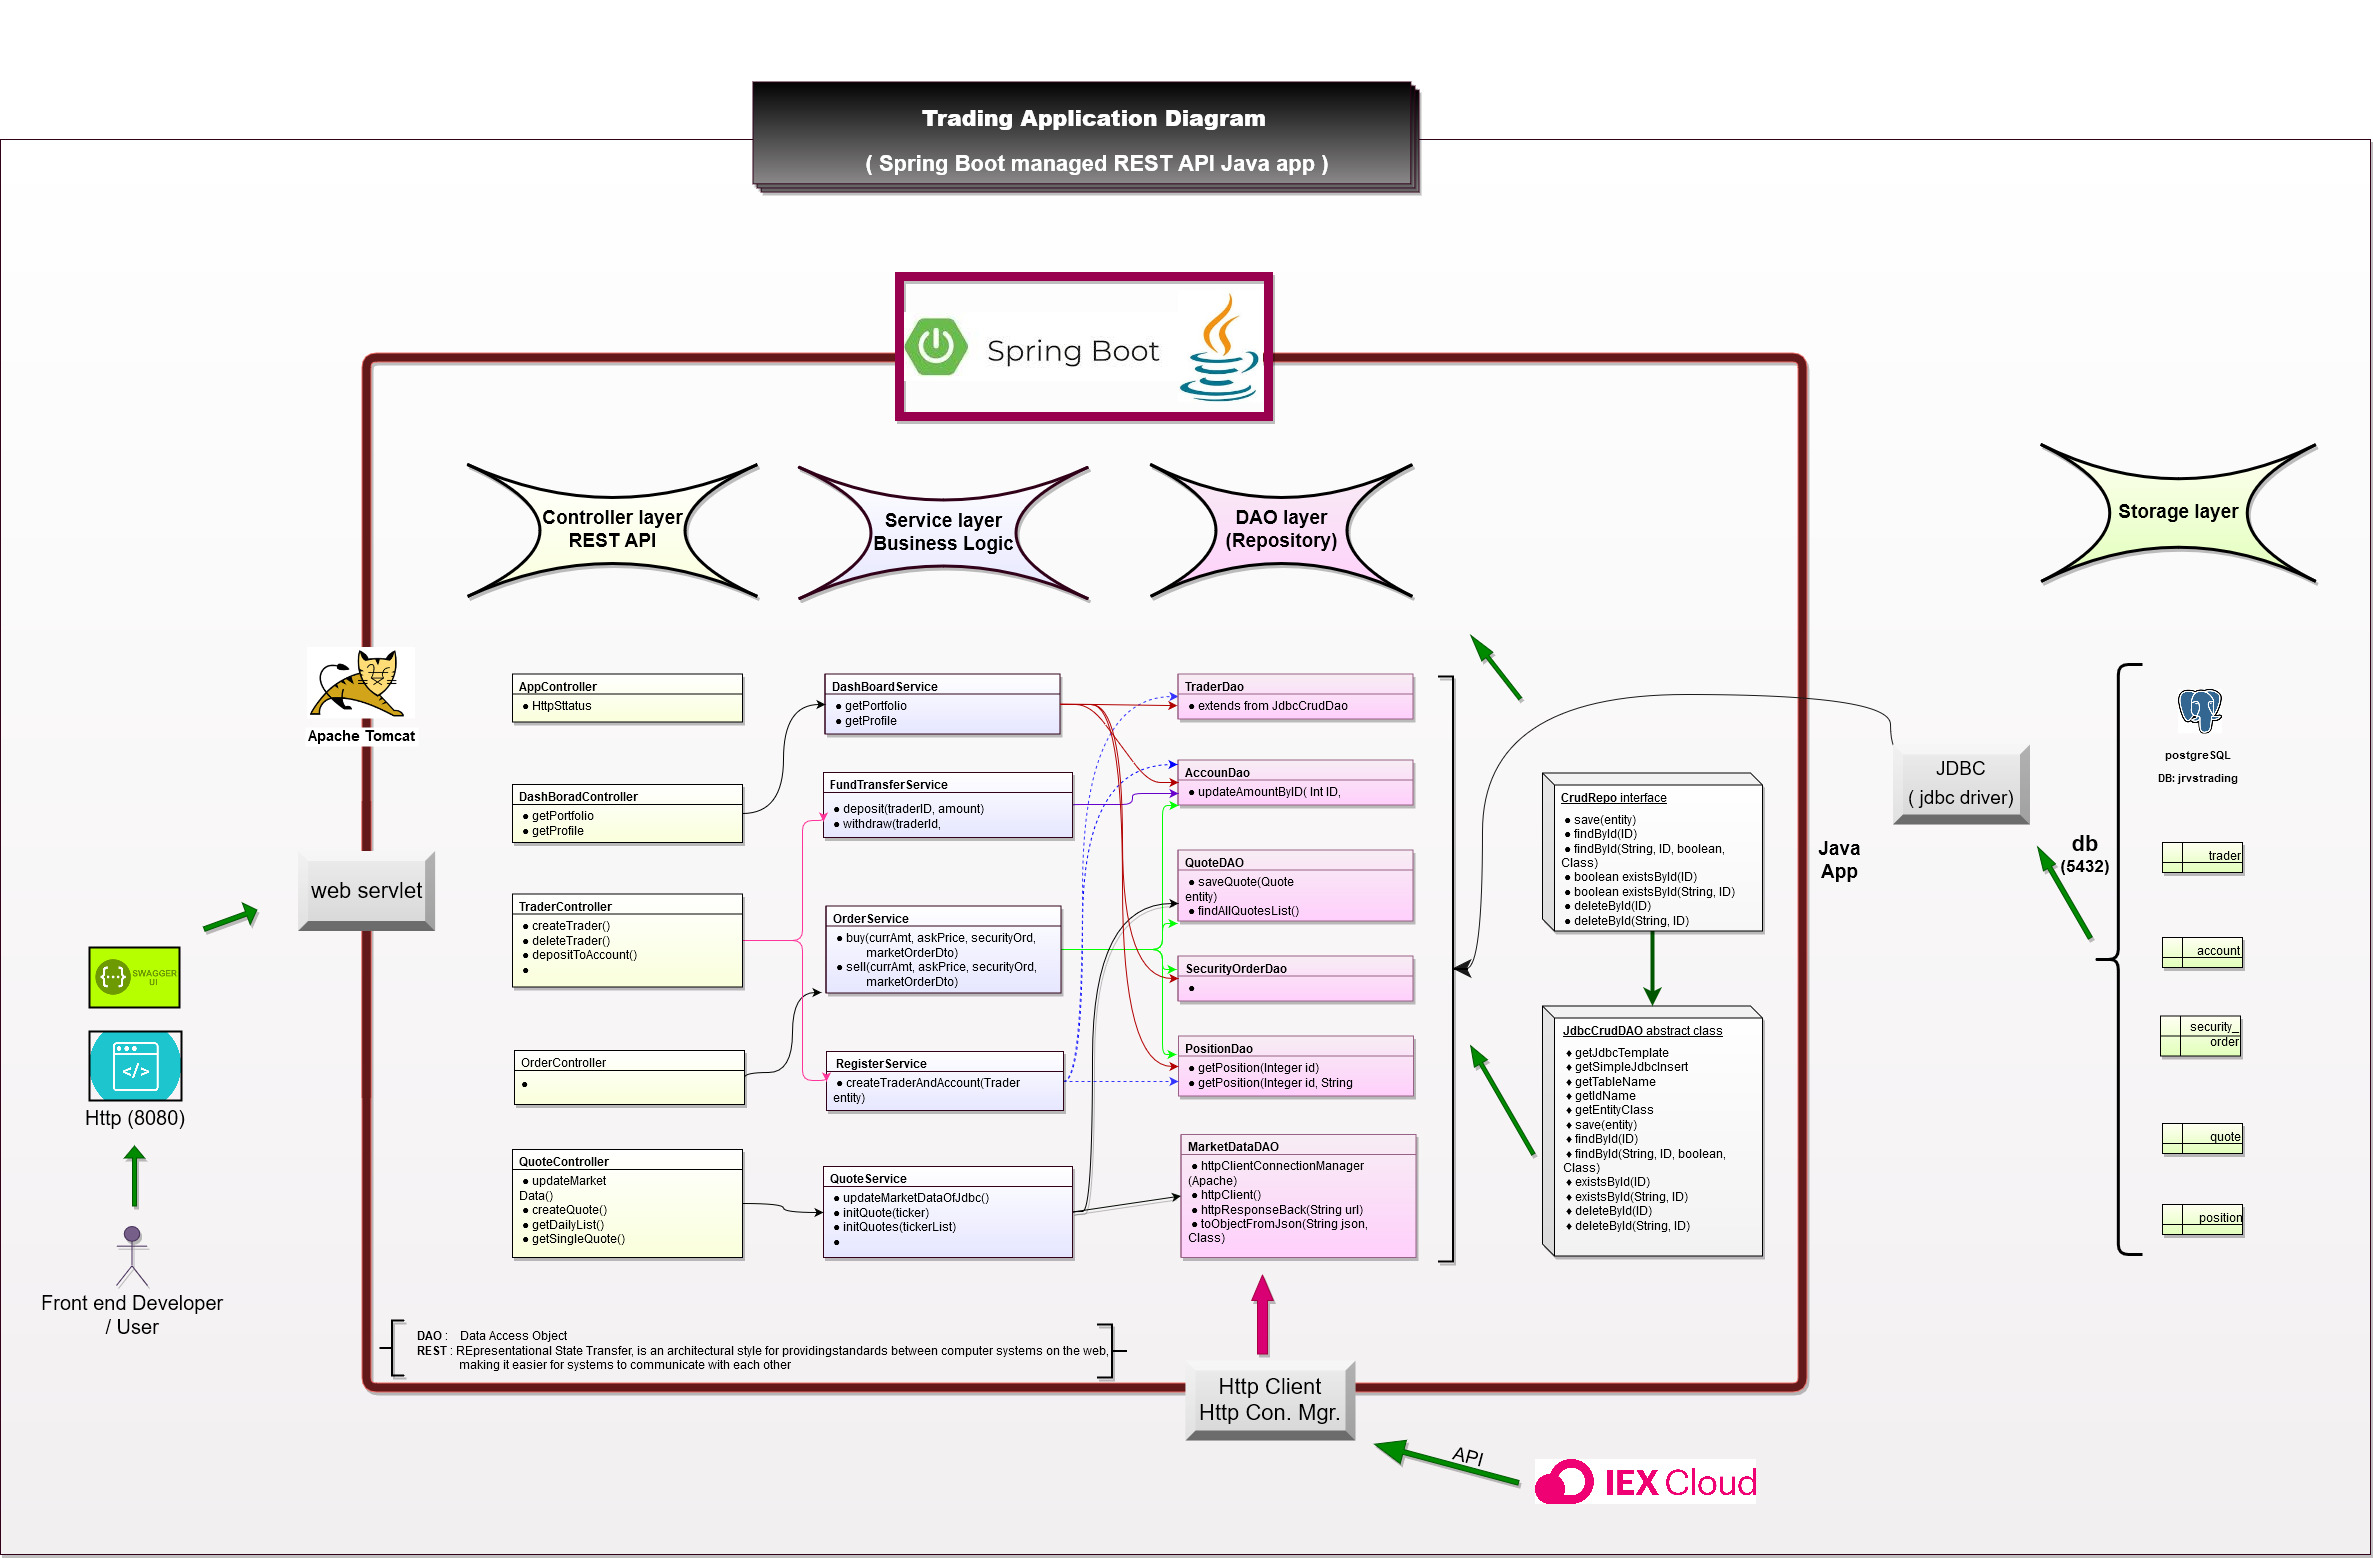 Trading Application Diagram
( Spring Boot managed REST API Java app )
Spring Boot
Controller layer
REST API
Service layer
Business Logic
DAO layer
(Repository)
Storage layer
Apache Tomcat
web servlet
SWAGGER
UI
Http (8080)
Front end Developer
/ User
AppController
● HttpSttatus
DashBoradController
● getPortfolio
● getProfile
TraderController
● createTrader()
● deleteTrader()
● depositToAccount()
●
OrderController
●
QuoteController
● updateMarket
Data()
● createQuote()
● getDailyList()
● getSingleQuote()
DashBoardService
● getPortfolio
● getProfile
FundTransferService
● deposit(traderID, amount)
● withdraw(traderId,
OrderService
● buy(currAmt, askPrice, securityOrd,
marketOrderDto)
● sell(currAmt, askPrice, securityOrd,
marketOrderDto)
RegisterService
● createTraderAndAccount(Trader
entity)
QuoteService
● updateMarketDataOfJdbc()
● initQuote(ticker)
● initQuotes(tickerList)
●
TraderDao
● extends from JdbcCrudDao
AccounDao
● updateAmountByID( Int ID,
QuoteDAO
● saveQuote(Quote
entity)
● findAllQuotesList()
SecurityOrderDao
●
PositionDao
● getPosition(Integer id)
● getPosition(Integer id, String
MarketDataDAO
● httpClientConnectionManager
(Apache)
● httpClient()
● httpResponseBack(String url)
● toObjectFromJson(String json,
Class)
CrudRepo interface
● save(entity)
● findById(ID)
● findById(String, ID, boolean,
Class)
● boolean existsById(ID)
● boolean existsById(String, ID)
● deleteById(ID)
● deleteById(String, ID)
JdbcCrudDAO abstract class
♦ getJdbcTemplate
♦ getSimpleJdbcInsert
♦ getTableName
♦ getIdName
♦ getEntityClass
♦ save(entity)
♦ findById(ID)
♦ findById(String, ID, boolean,
Class)
♦ existsById(ID)
♦ existsById(String, ID)
♦ deleteById(ID)
♦ deleteById(String, ID)
Java
App
JDBC
( jdbc driver)
db
(5432)
postgreSQL
DB: jrvstrading
trader
account
security_
order
quote
position
DAO : Data Access Object
REST : REpresentational State Transfer, is an architectural style for providingstandards between computer systems on the web,
making it easier for systems to communicate with each other
Http Client
Http Con. Mgr.
API
IEX Cloud